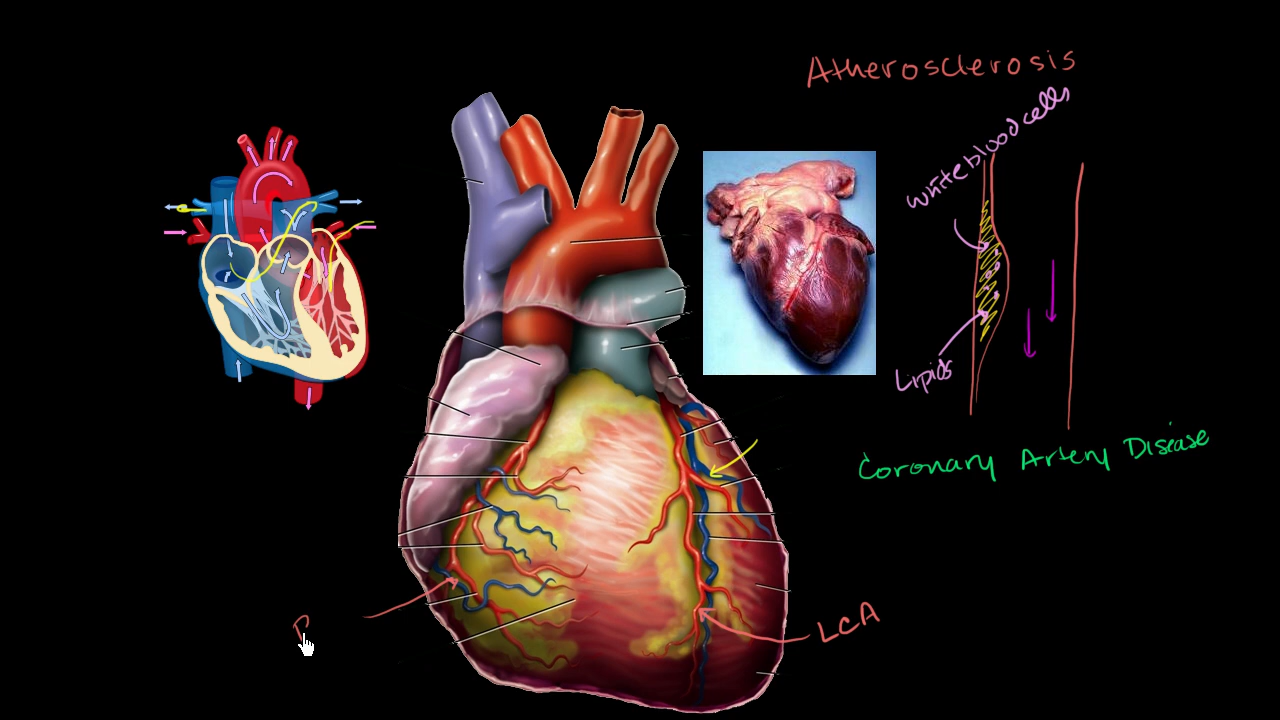 Atherosclerosis
White blood cells
Lipids
Coronary Artery Disease
LCA